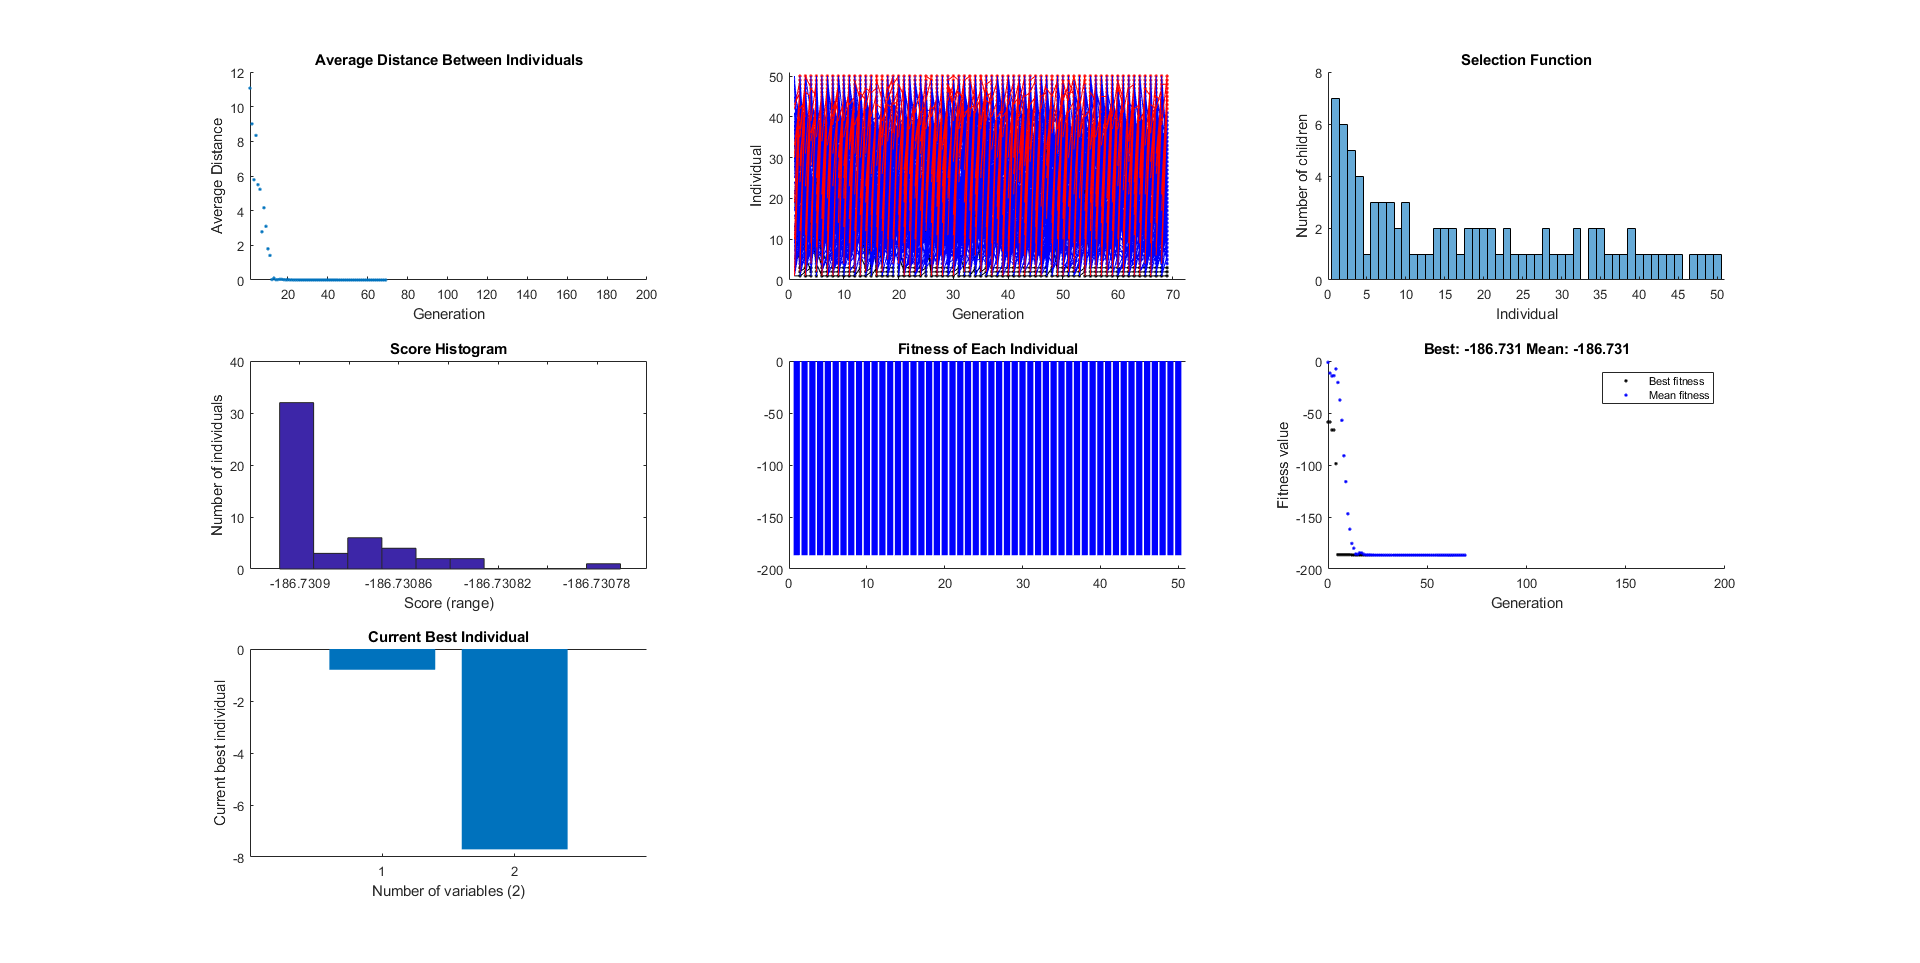 Average Distance Between Individuals
12
10
8
6
4
2
0
Average Distance
20 40 60 80 100 120 140 160 180 200
Generation
50
40
30
20
10
0
Individual
0 10 20 30 40 50 60 70
Generation
Selection Function
8
6
4
2
0
Number of children
0 5 10 15 20 25 30 35 40 45 50
Individual
Score Histogram
40
30
20
10
0
Number of individuals
-186.7309 -186.73086 -186.73082 -186.73078
Score (range)
Fitness of Each Individual
0
-50
-100
-150
-200
0 10 20 30 40 50
Best: -186.731 Mean: -186.731
0
-50
-100
-150
-200
Fitness value
Best fitness
Mean fitness
0 50 100 150 200
Generation
Current Best Individual
0
-2
-4
-6
-8
Current best individual
1 2
Number of variables (2)